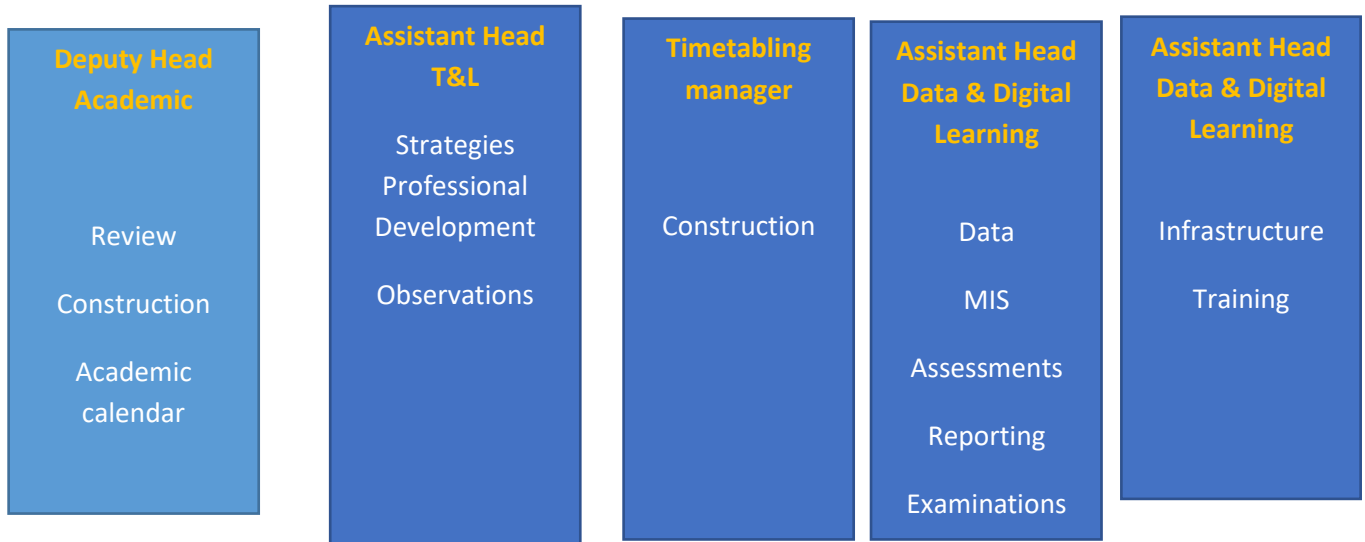 Deputy Head
Academic
Review
Construction
Academic
calendar
Assistant Head
T&L
Strategies
Professional
Development
Observations
Timetabling
manager
Construction
Assistant Head
Data & Digital
Learning
Data
MIS
Assessments
Reporting
Examinations
Assistant Head
Data & Digital
Learning
Infrastructure
Training